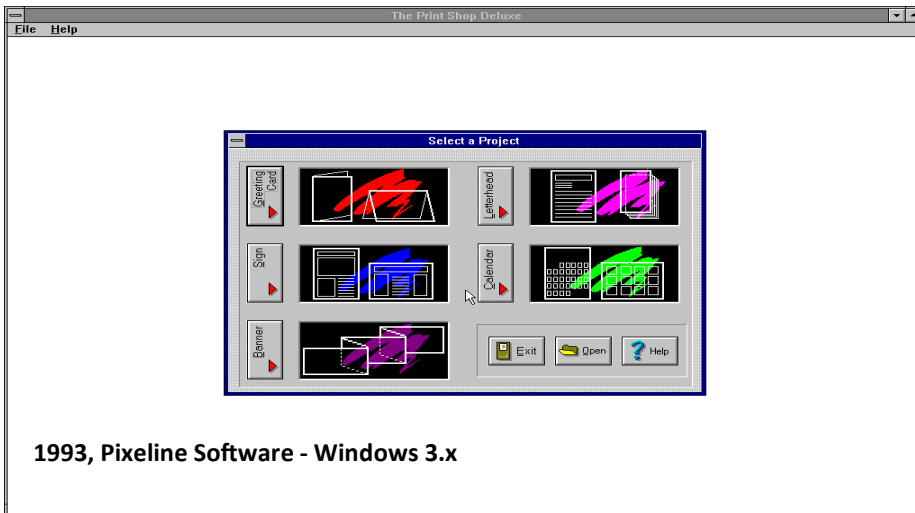 The Print Shop Deluxe
File Help
Select a Project
Greeting
Card
Letterhead
Sign
Calendar
Banner
Exit
Open
Help
1993, Pixeline Software - Windows 3.x